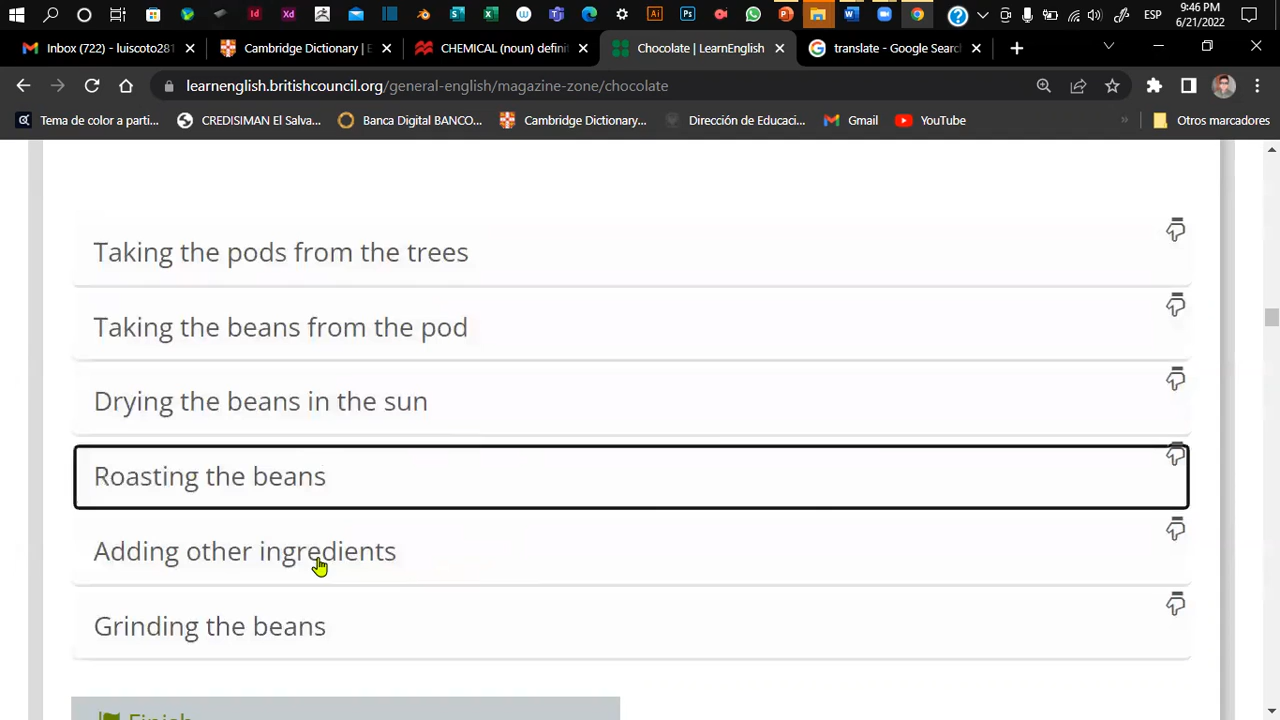 9:46 PM
ESP
6/21/2022
Inbox (722) - luiscoto281
Cambridge Dictionary | E
CHEMICAL (noun) defini
Chocolate | LearnEnglish
translate - Google Searc
learnenglish.britishcouncil.org/general-english/magazine-zone/chocolate
Tema de color a parti...
CREDISIMAN El Salva...
Banca Digital BANCO...
Cambridge Dictionary...
Dirección de Educaci...
Gmail
YouTube
Otros marcadores
Taking the pods from the trees
Taking the beans from the pod
Drying the beans in the sun
Roasting the beans
Adding other ingredients
Grinding the beans
Finish